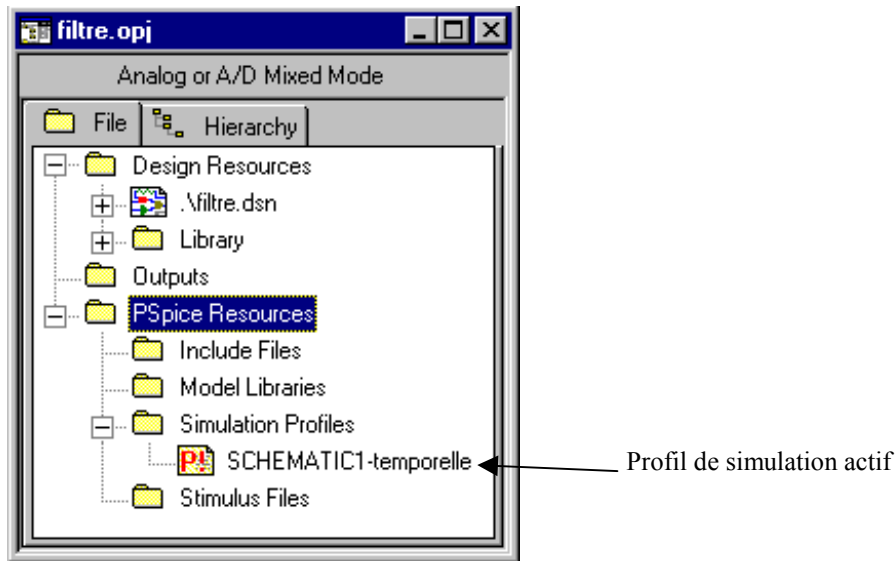 filtre.opj
Analog or A/D Mixed Mode
File Hierarchy
Design Resources
.\filtre.dsn
Library
Outputs
PSpice Resources
Include Files
Model Libraries
Simulation Profiles
P! SCHEMATIC1-temporelle
Profil de simulation actif
Stimulus Files